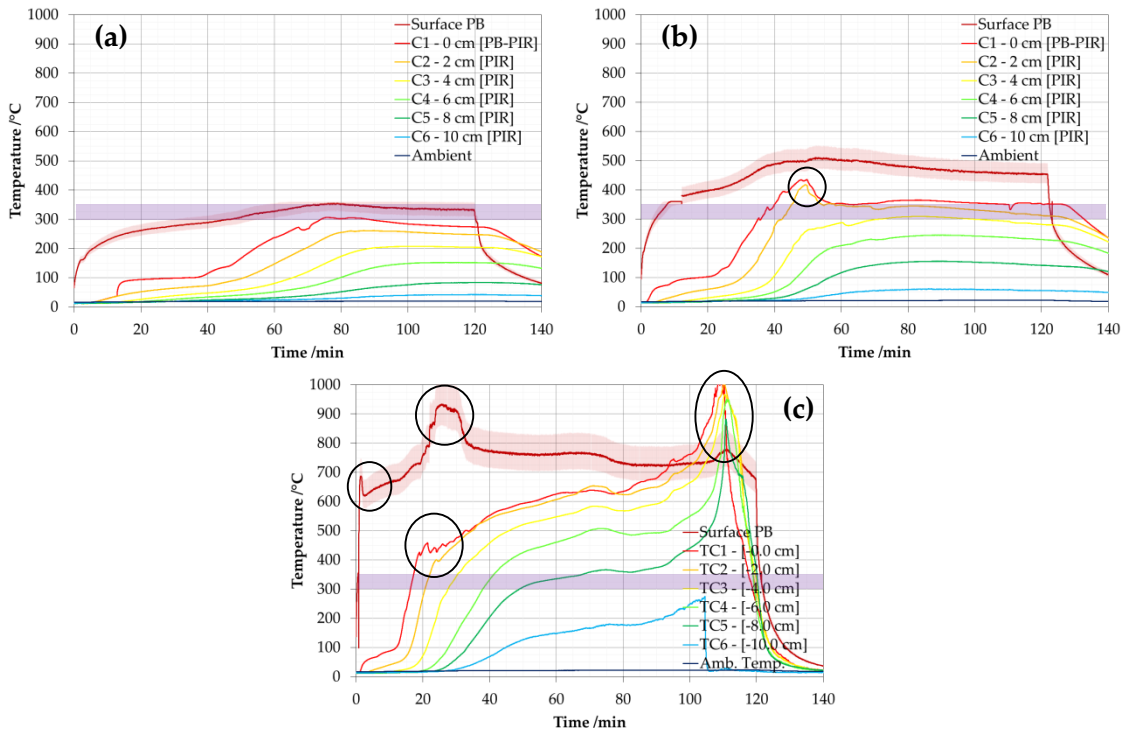 (a)
1000
900
800
700
600
500
400
300
200
100
0
Temperature /°C
Surface PB
C1 - 0 cm [PB-PIR]
C2 - 2 cm [PIR]
C3 - 4 cm [PIR]
C4 - 6 cm [PIR]
C5 - 8 cm [PIR]
C6 - 10 cm [PIR]
Ambient
0 20 40 60 80 100 120 140
Time /min
(b)
1000
900
800
700
600
500
400
300
200
100
0
Temperature /°C
Surface PB
C1 - 0 cm [PB-PIR]
C2 - 2 cm [PIR]
C3 - 4 cm [PIR]
C4 - 6 cm [PIR]
C5 - 8 cm [PIR]
C6 - 10 cm [PIR]
Ambient
0 20 40 60 80 100 120 140
Time /min
(c)
1000
900
800
700
600
500
400
300
200
100
0
Temperature /°C
Surface PB
TC1 - [-0.0 cm]
TC2 - [-2.0 cm]
TC3 - [-4.0 cm]
TC4 - [-6.0 cm]
TC5 - [-8.0 cm]
TC6 - [-10.0 cm]
Amb. Temp.
0 20 40 60 80 100 120 140
Time /min